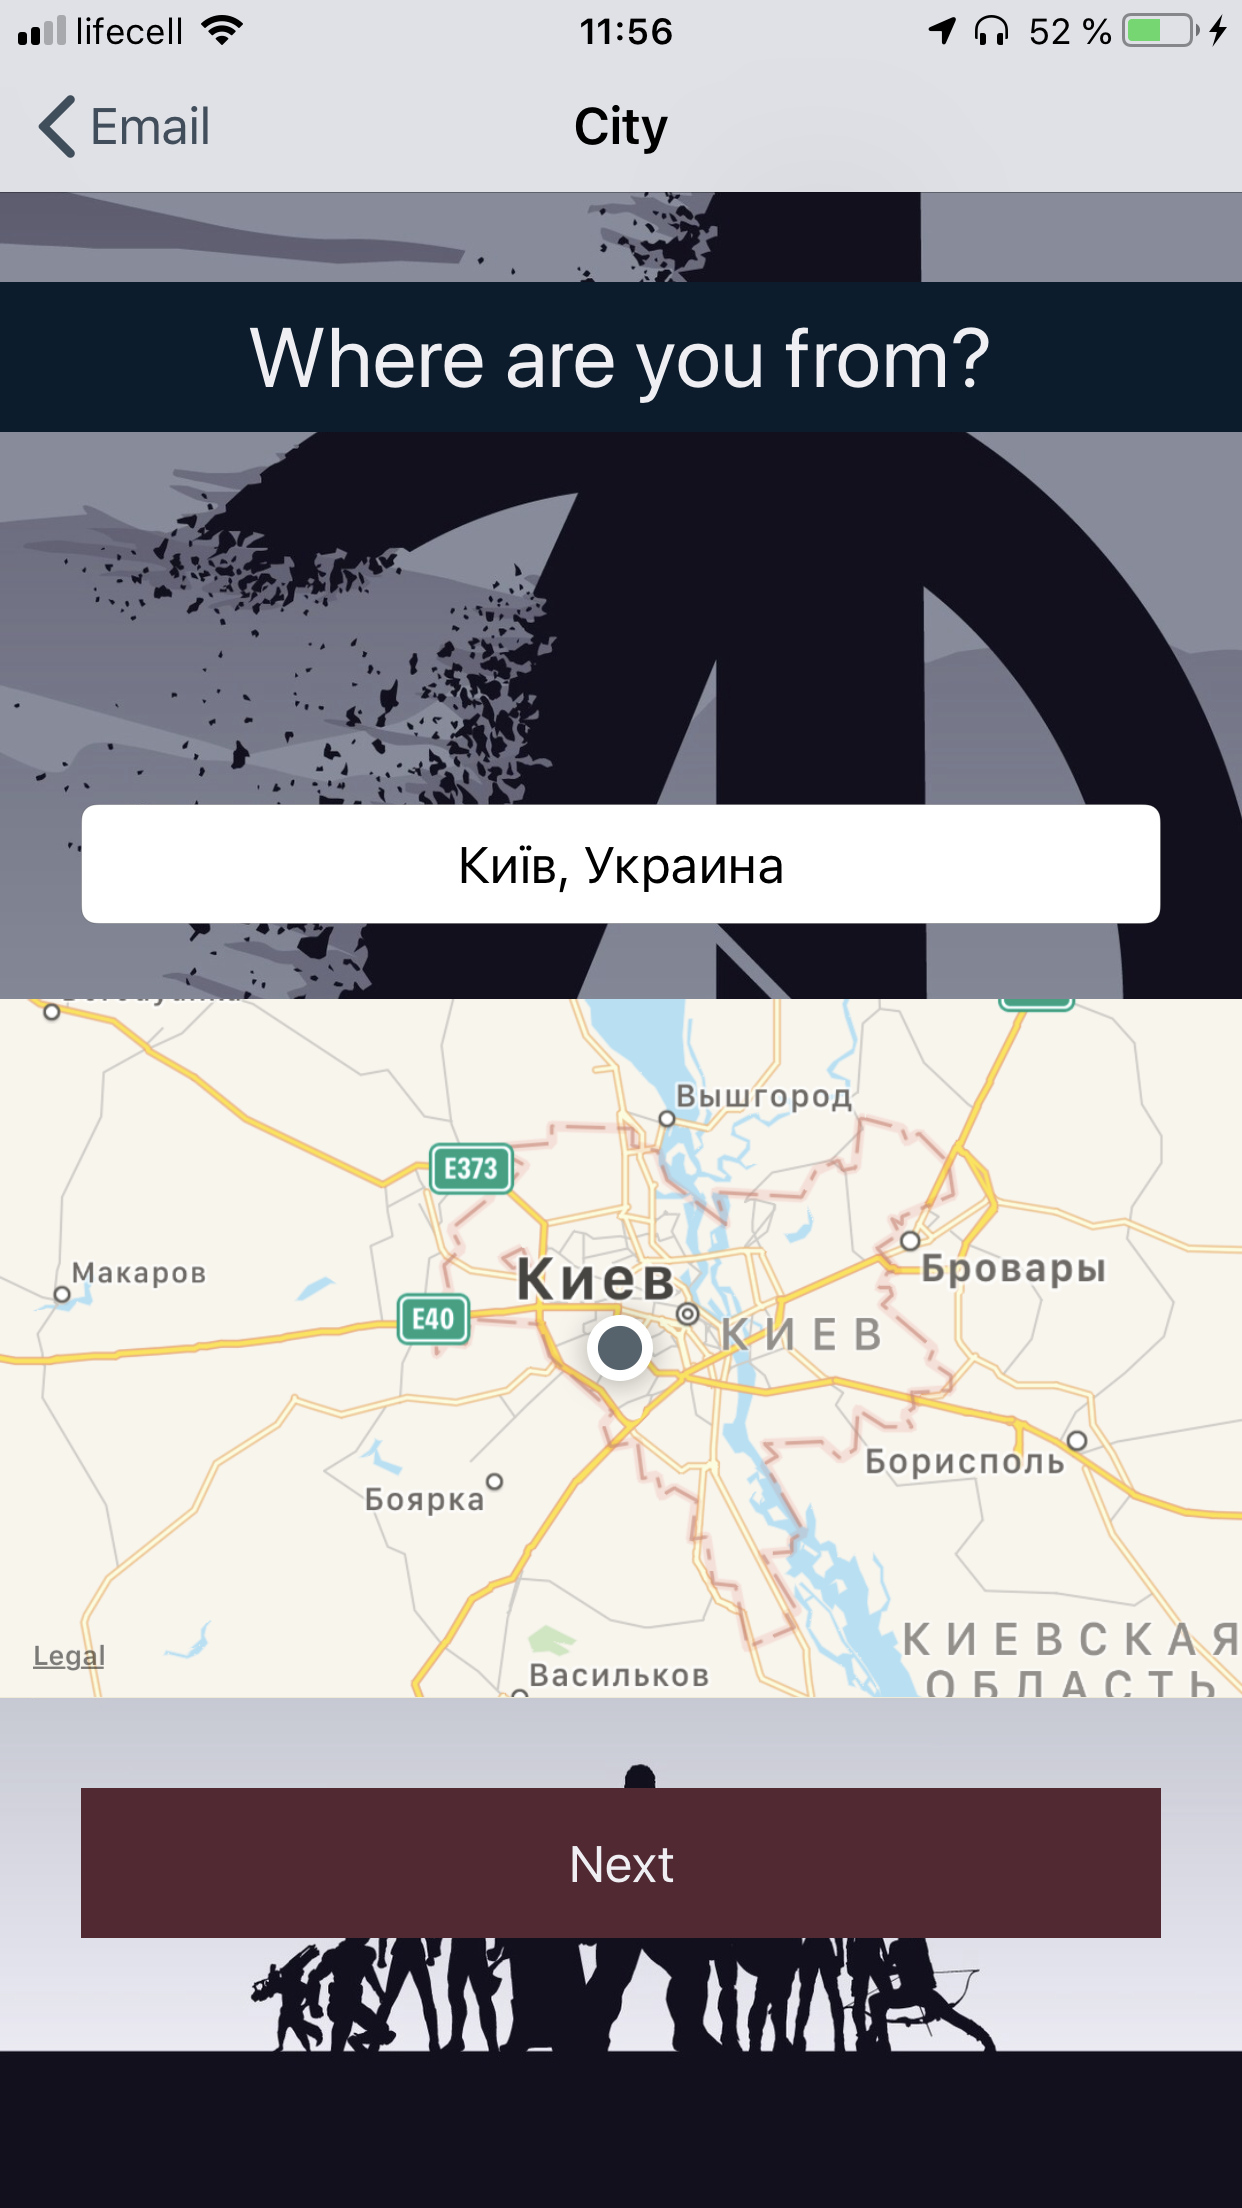 lifecell 11:56 52 %
Email City
Where are you from?
Київ, Украина
Вышгород
E373
Макаров
Киев
Бровары
E40
КИЕВ
Борисполь
Боярка
КИЕВСКАЯ
ОБЛАСТЬ
Legal
Васильков
Next